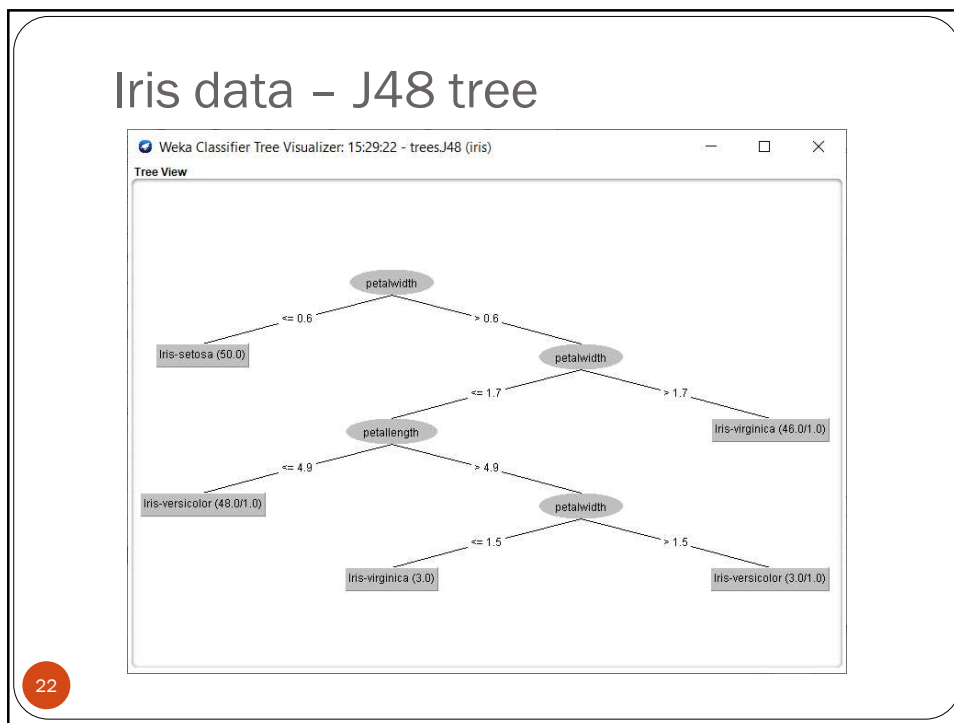 Iris data – J48 tree
Weka Classifier Tree Visualizer: 15:29:22 - trees.J48 (iris)
Tree View
petalwidth
<= 0.6
> 0.6
Iris-setosa (50.0)
petalwidth
<= 1.7
> 1.7
petallength
Iris-virginica (46.0/1.0)
<= 4.9
> 4.9
Iris-versicolor (48.0/1.0)
petalwidth
<= 1.5
> 1.5
Iris-virginica (3.0)
Iris-versicolor (3.0/1.0)
22